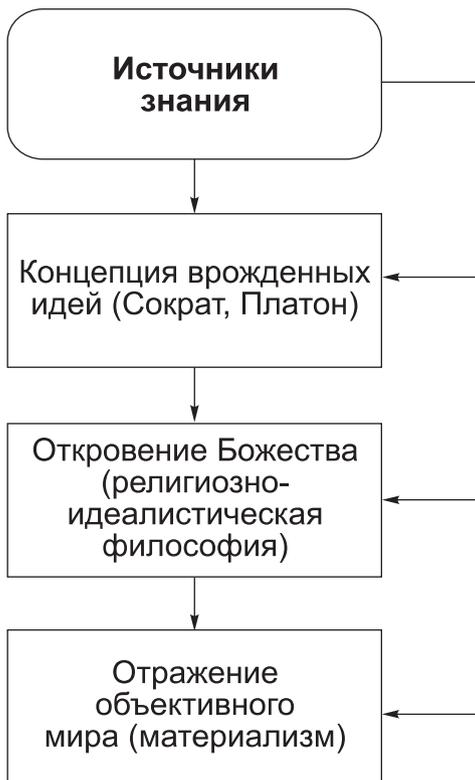 Источники
знания
Концепция врожденных
идей (Сократ, Платон)
Откровение Божества
(религиозно-
идеалистическая
философия)
Отражение
объективного
мира (материализм)